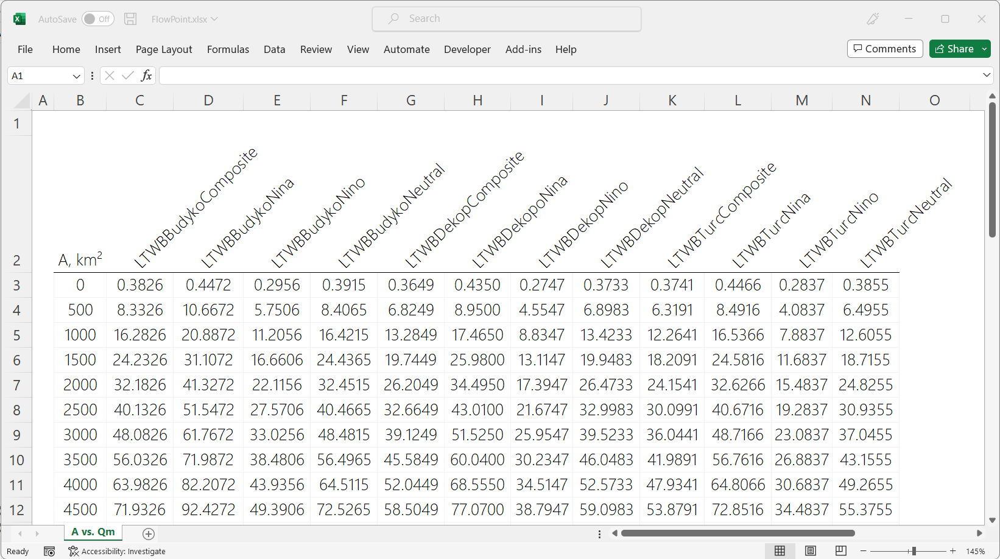 AutoSave Off FlowPoint.xlsx Search
File Home Insert Page Layout Formulas Data Review View Automate Developer Add-ins Help Comments Share
A1 fx
A B C D E F G H I J K L M N O
1
2 A, km² LTWBBudykoComposite LTWBBudykoNina LTWBBudykoNino LTWBBudykoNeutral LTWBDekopComposite LTWBDekopoNina LTWBDekopNino LTWBDekopNeutral LTWBTurcComposite LTWBTurcNina LTWBTurcNino LTWBTurcNeutral
3 0 0.3826 0.4472 0.2956 0.3915 0.3649 0.4350 0.2747 0.3733 0.3741 0.4466 0.2837 0.3855
4 500 8.3326 10.6672 5.7506 8.4065 6.8249 8.9500 4.5547 6.8983 6.3191 8.4916 4.0837 6.4955
5 1000 16.2826 20.8872 11.2056 16.4215 13.2849 17.4650 8.8347 13.4233 12.2641 16.5366 7.8837 12.6055
6 1500 24.2326 31.1072 16.6606 24.4365 19.7449 25.9800 13.1147 19.9483 18.2091 24.5816 11.6837 18.7155
7 2000 32.1826 41.3272 22.1156 32.4515 26.2049 34.4950 17.3947 26.4733 24.1541 32.6266 15.4837 24.8255
8 2500 40.1326 51.5472 27.5706 40.4665 32.6649 43.0100 21.6747 32.9983 30.0991 40.6716 19.2837 30.9355
9 3000 48.0826 61.7672 33.0256 48.4815 39.1249 51.5250 25.9547 39.5233 36.0441 48.7166 23.0837 37.0455
10 3500 56.0326 71.9872 38.4806 56.4965 45.5849 60.0400 30.2347 46.0483 41.9891 56.7616 26.8837 43.1555
11 4000 63.9826 82.2072 43.9356 64.5115 52.0449 68.5550 34.5147 52.5733 47.9341 64.8066 30.6837 49.2655
12 4500 71.9326 92.4272 49.3906 72.5265 58.5049 77.0700 38.7947 59.0983 53.8791 72.8516 34.4837 55.3755
A vs. Qm
Ready Accessibility: Investigate 145%